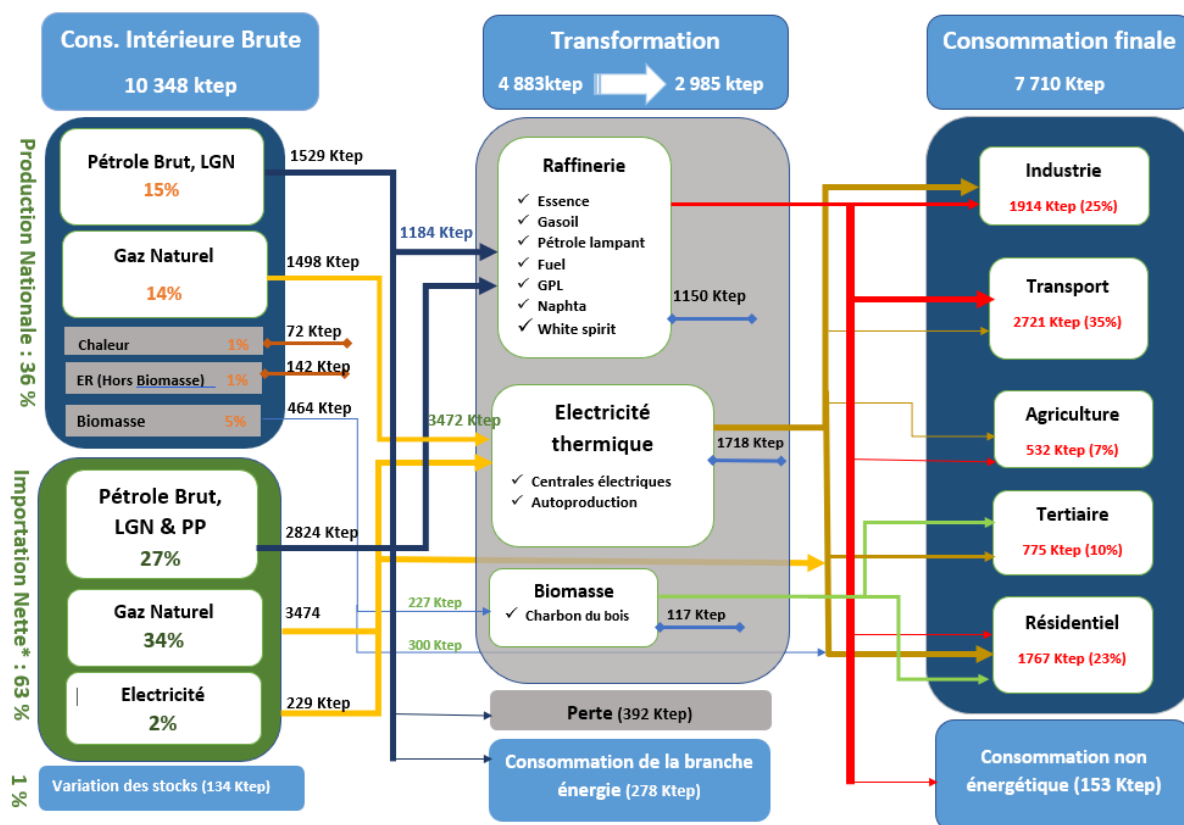 Cons. Intérieure Brute
10 348 ktep
Production Nationale : 36 %
Pétrole Brut, LGN
15%
1529 Ktep
Gaz Naturel
14%
1498 Ktep
Chaleur 1%
72 Ktep
ER (Hors Biomasse) 1%
142 Ktep
Biomasse 5%
464 Ktep
Importation Nette* : 63 %
Pétrole Brut,
LGN & PP
27%
2824 Ktep
Gaz Naturel
34%
3474
Electricité
2%
229 Ktep
1 %
Variation des stocks (134 Ktep)
Transformation
4 883ktep 2 985 ktep
1184 Ktep
Raffinerie
✓ Essence
✓ Gasoil
✓ Pétrole lampant
✓ Fuel
✓ GPL
✓ Naphta
✓ White spirit
1150 Ktep
3472 Ktep
Electricité
thermique
✓ Centrales électriques
✓ Autoproduction
1718 Ktep
227 Ktep
Biomasse
✓ Charbon du bois
117 Ktep
300 Ktep
Perte (392 Ktep)
Consommation de la branche
énergie (278 Ktep)
Consommation finale
7 710 Ktep
Industrie
1914 Ktep (25%)
Transport
2721 Ktep (35%)
Agriculture
532 Ktep (7%)
Tertiaire
775 Ktep (10%)
Résidentiel
1767 Ktep (23%)
Consommation non
énergétique (153 Ktep)